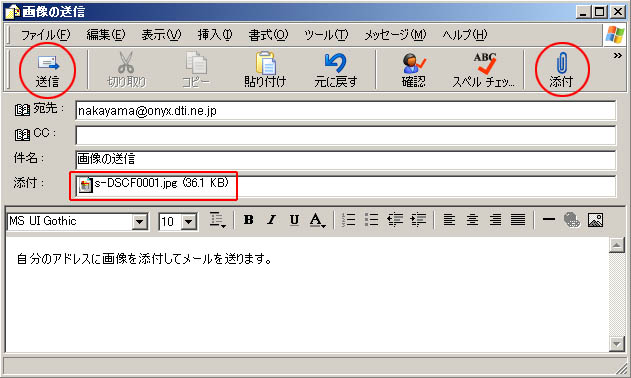 画像の送信
ファイル(F) 編集(E) 表示(V) 挿入(I) 書式(O) ツール(T) メッセージ(M) ヘルプ(H)
送信 切り取り コピー 貼り付け 元に戻す ABC 確認 スペル チェッ... 添付 »
宛先: nakayama@onyx.dti.ne.jp
CC:
件名: 画像の送信
添付: s-DSCF0001.jpg (36.1 KB)
MS UI Gothic 10 B I U A
自分のアドレスに画像を添付してメールを送ります。